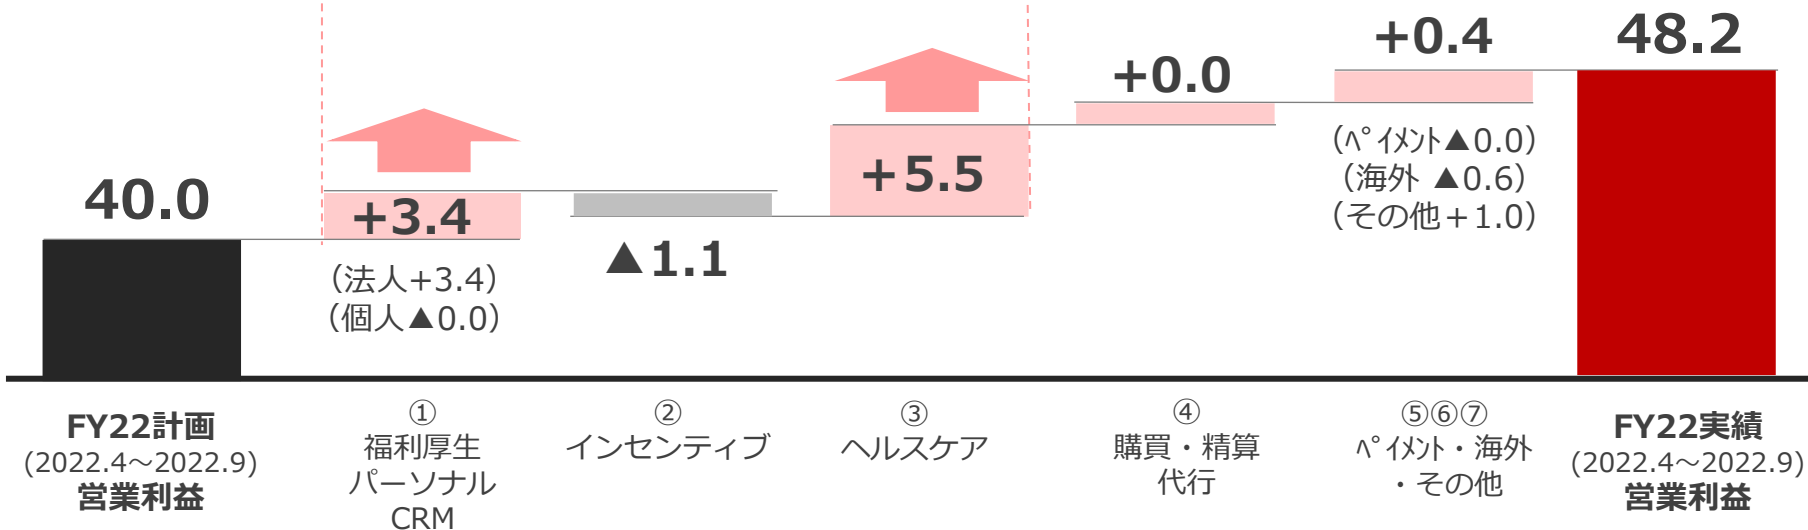 40.0
+3.4
(法人+3.4)
(個人▲0.0)
▲1.1
+5.5
+0.0
+0.4
(ﾍﾟｲﾒﾝﾄ▲0.0)
(海外 ▲0.6)
(その他+1.0)
48.2
FY22計画
(2022.4～2022.9)
営業利益
①
福利厚生
パーソナル
CRM
②
インセンティブ
③
ヘルスケア
④
購買・精算
代行
⑤⑥⑦
ﾍﾟｲﾒﾝﾄ・海外
・その他
FY22実績
(2022.4～2022.9)
営業利益